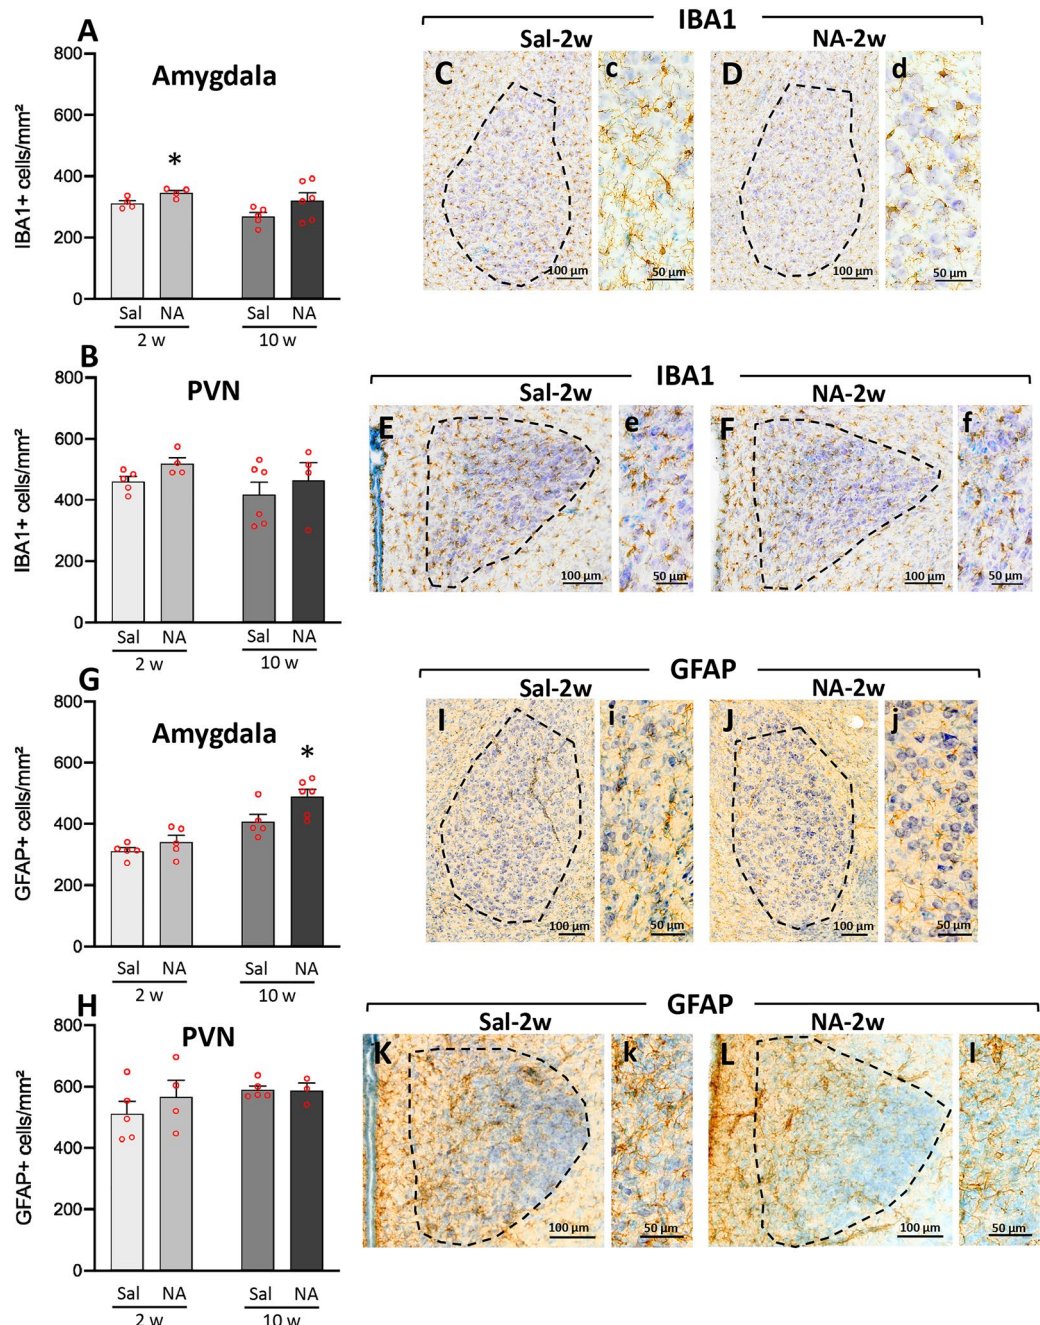 A
800
600
400
200
0
IBA1+ cells/mm²
Amygdala
*
Sal NA Sal NA
2 w 10 w
IBA1
Sal-2w NA-2w
C c D d
100 µm 50 µm 100 µm 50 µm
B
800
600
400
200
0
IBA1+ cells/mm²
PVN
Sal NA Sal NA
2 w 10 w
IBA1
Sal-2w NA-2w
E e F f
100 µm 50 µm 100 µm 50 µm
G
800
600
400
200
0
GFAP+ cells/mm²
Amygdala
*
Sal NA Sal NA
2 w 10 w
GFAP
Sal-2w NA-2w
I i J j
100 µm 50 µm 100 µm 50 µm
H
800
600
400
200
0
GFAP+ cells/mm²
PVN
Sal NA Sal NA
2 w 10 w
GFAP
Sal-2w NA-2w
K k L l
100 µm 50 µm 100 µm 50 µm